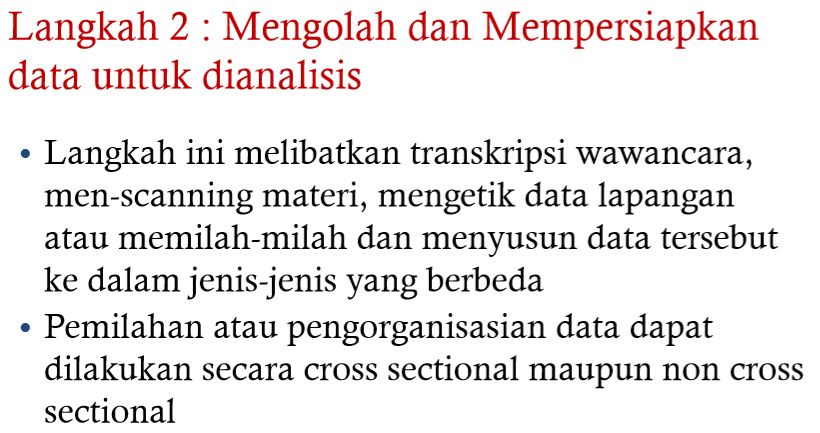 Langkah 2 : Mengolah dan Mempersiapkan
data untuk dianalisis
• Langkah ini melibatkan transkripsi wawancara,
men-scanning materi, mengetik data lapangan
atau memilah-milah dan menyusun data tersebut
ke dalam jenis-jenis yang berbeda
• Pemilahan atau pengorganisasian data dapat
dilakukan secara cross sectional maupun non cross
sectional